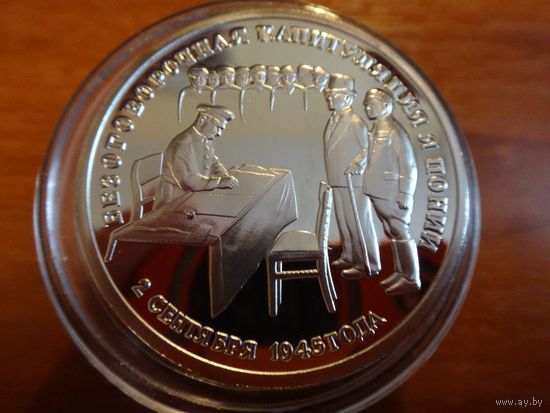 БЕЗОГОВОРОЧНАЯ КАПИТУЛЯЦИЯ ЯПОНИИ
2 СЕНТЯБРЯ 1945 ГОДА
www.ay.by